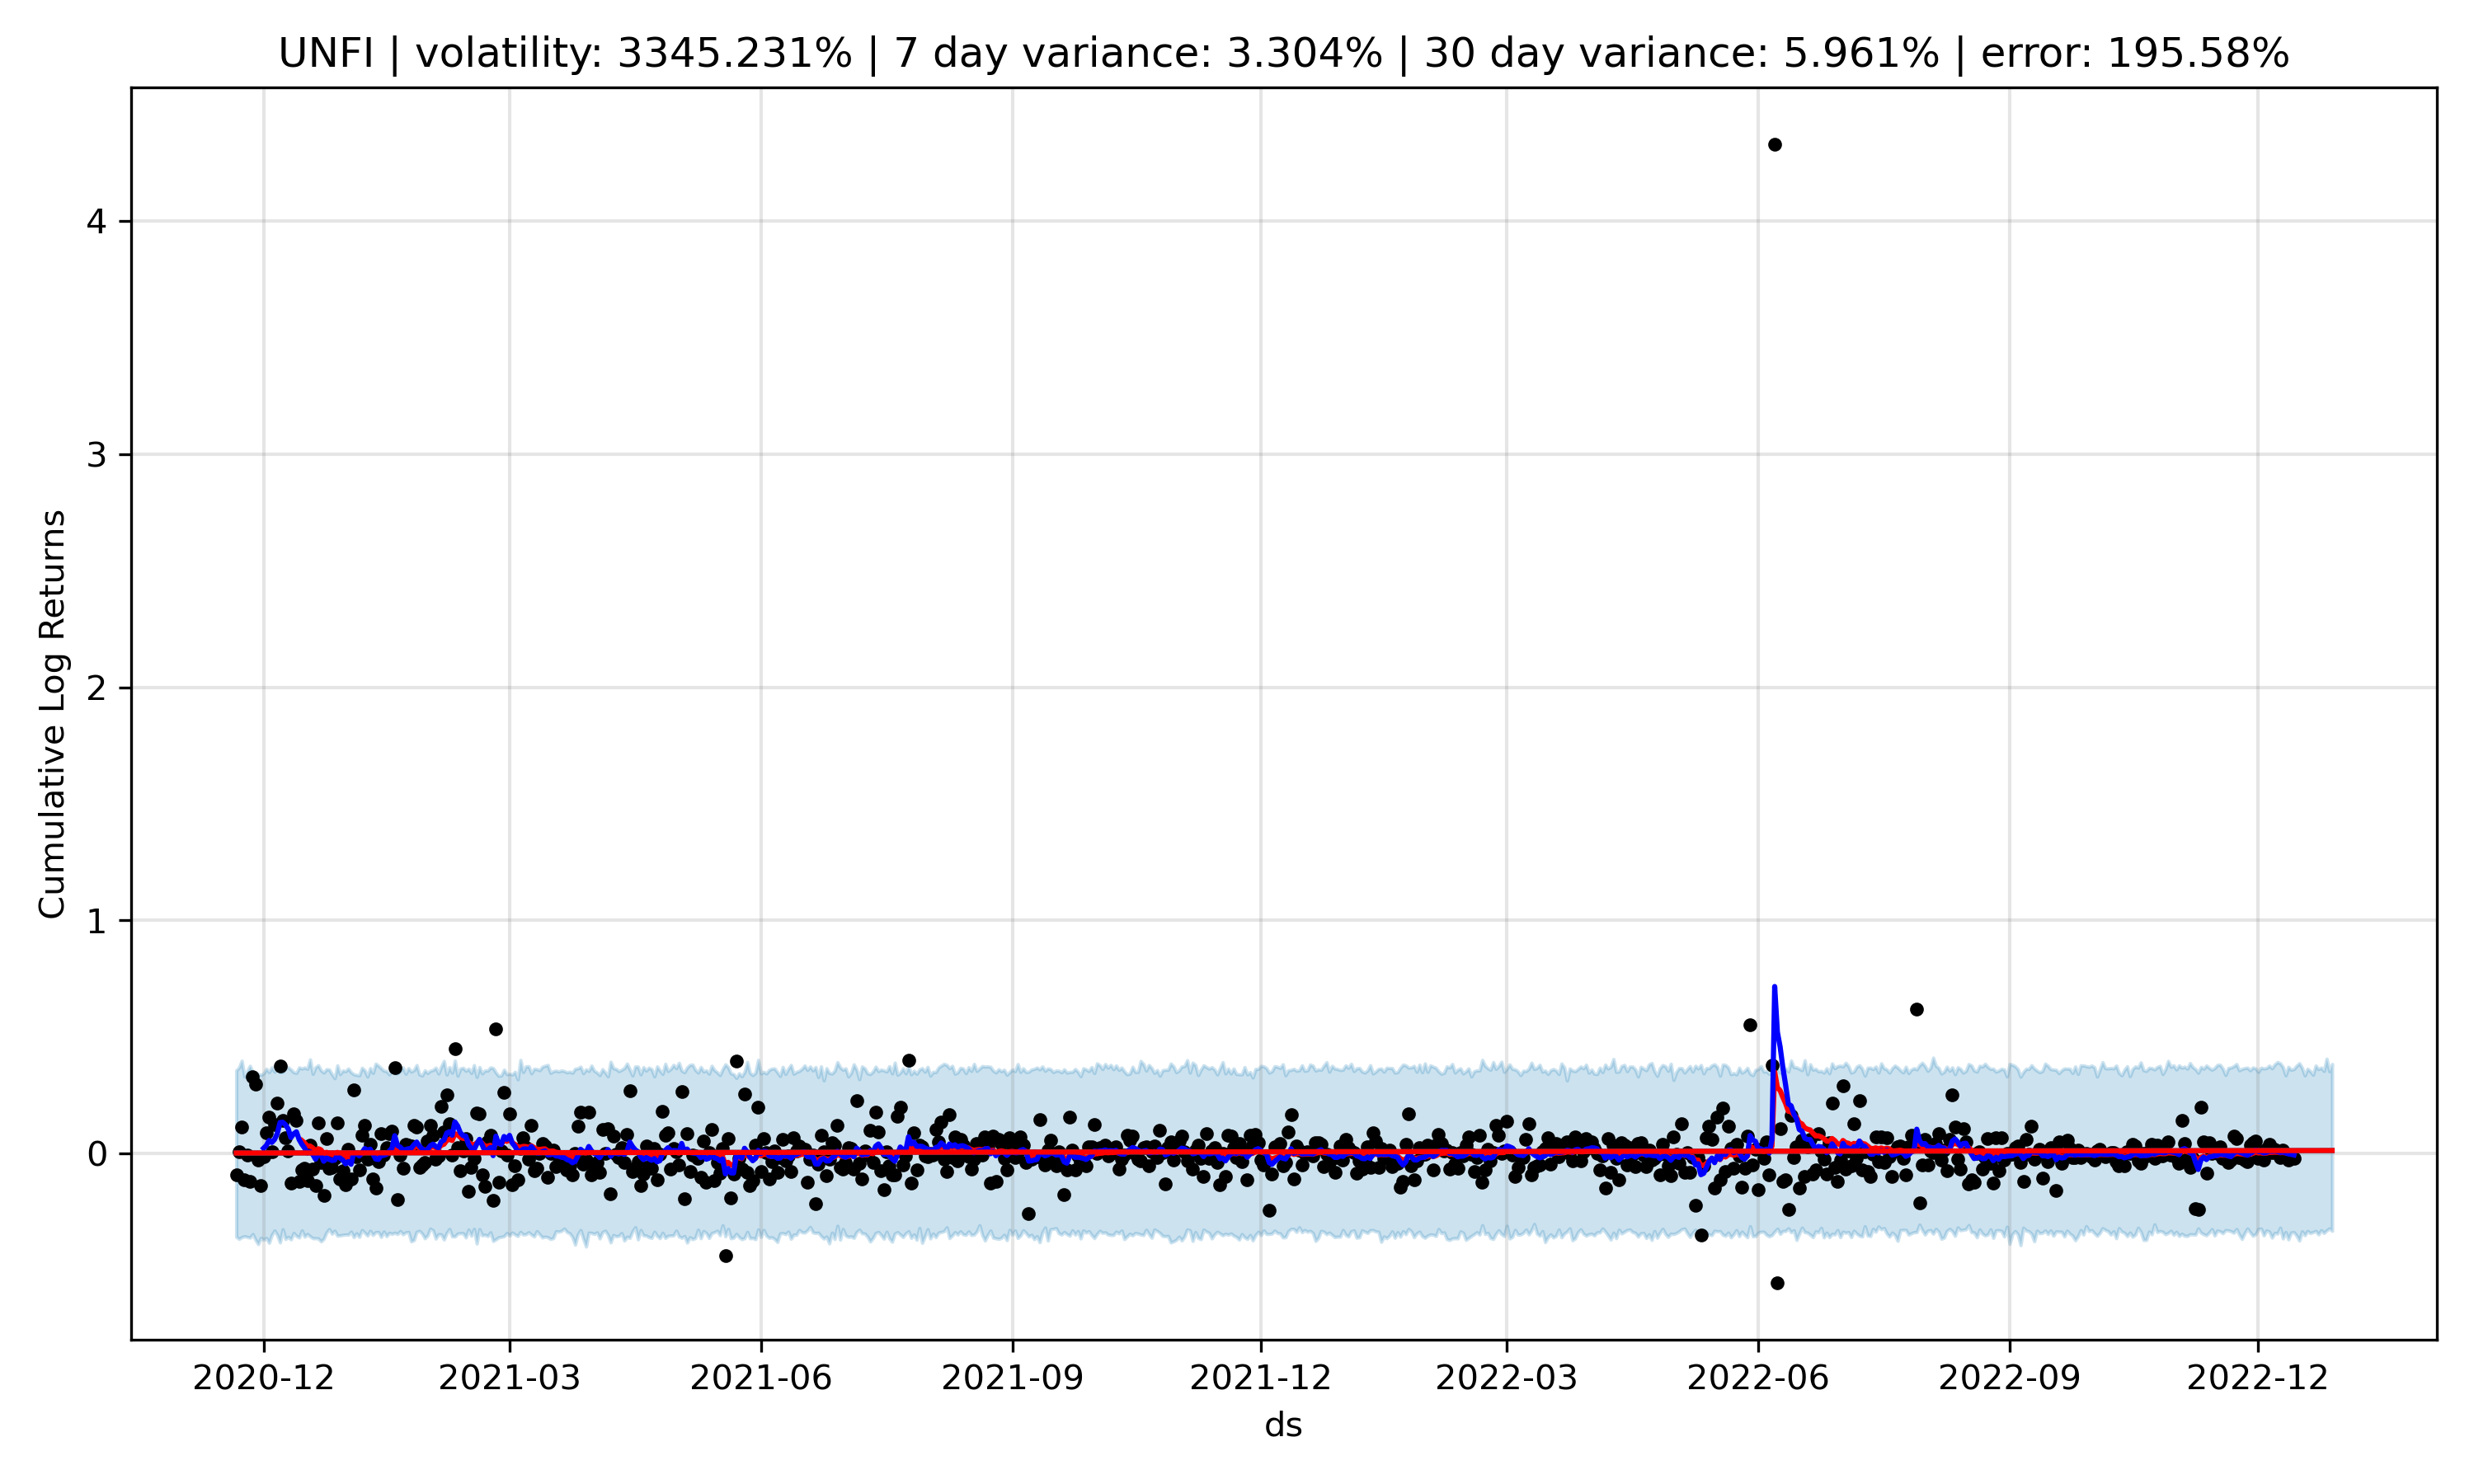 UNFI | volatility: 3345.231% | 7 day variance: 3.304% | 30 day variance: 5.961% | error: 195.58%
Cumulative Log Returns
4
3
2
1
0
2020-12 2021-03 2021-06 2021-09 2021-12 2022-03 2022-06 2022-09 2022-12
ds